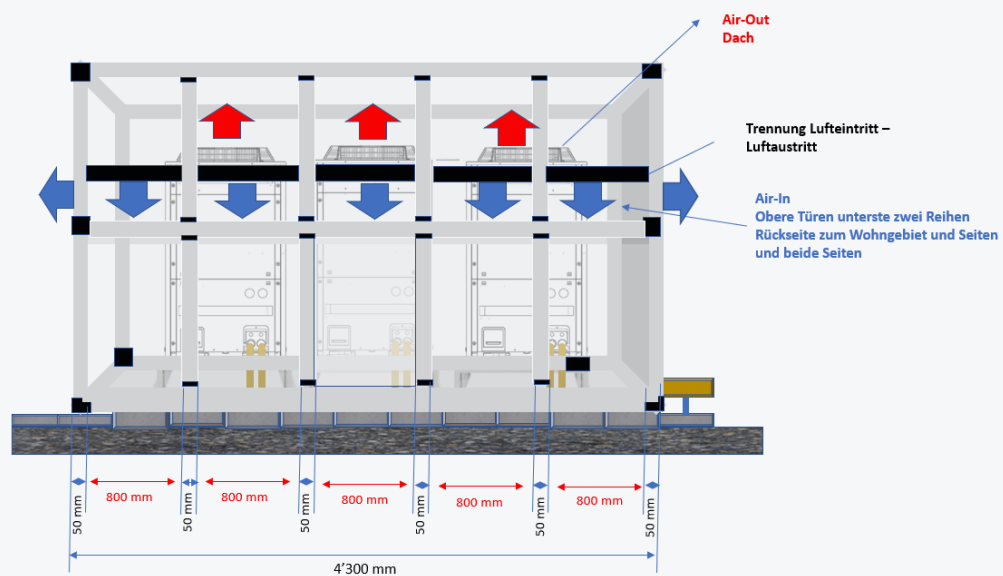 Air-Out
Dach
Trennung Lufteintritt –
Luftaustritt
Air-In
Obere Türen unterste zwei Reihen
Rückseite zum Wohngebiet und Seiten
und beide Seiten
50 mm
800 mm
50 mm
800 mm
50 mm
800 mm
50 mm
800 mm
50 mm
800 mm
50 mm
4'300 mm